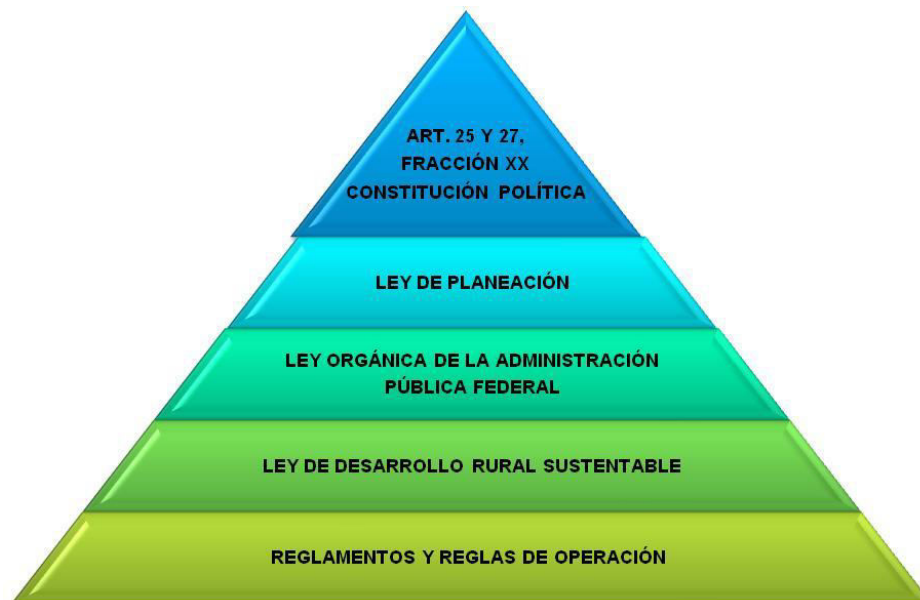 ART. 25 Y 27,
FRACCIÓN XX
CONSTITUCIÓN POLÍTICA
LEY DE PLANEACIÓN
LEY ORGÁNICA DE LA ADMINISTRACIÓN
PÚBLICA FEDERAL
LEY DE DESARROLLO RURAL SUSTENTABLE
REGLAMENTOS Y REGLAS DE OPERACIÓN